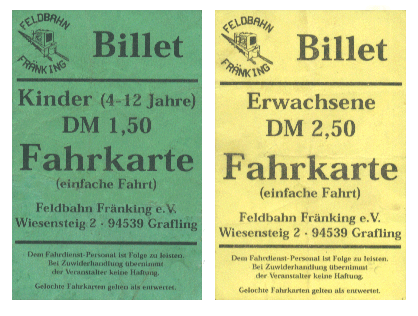 FELDBAHN
FRÄNKING
Billet
Kinder (4-12 Jahre)
DM 1,50
Fahrkarte
(einfache Fahrt)
Feldbahn Fränking e.V.
Wiesensteig 2 · 94539 Grafling
Dem Fahrdienst-Personal ist Folge zu leisten.
Bei Zuwiderhandlung übernimmt
der Veranstalter keine Haftung.
Gelochte Fahrkarten gelten als entwertet.
FELDBAHN
FRÄNKING
Billet
Erwachsene
DM 2,50
Fahrkarte
(einfache Fahrt)
Feldbahn Fränking e.V.
Wiesensteig 2 · 94539 Grafling
Dem Fahrdienst-Personal ist Folge zu leisten.
Bei Zuwiderhandlung übernimmt
der Veranstalter keine Haftung.
Gelochte Fahrkarten gelten als entwertet.